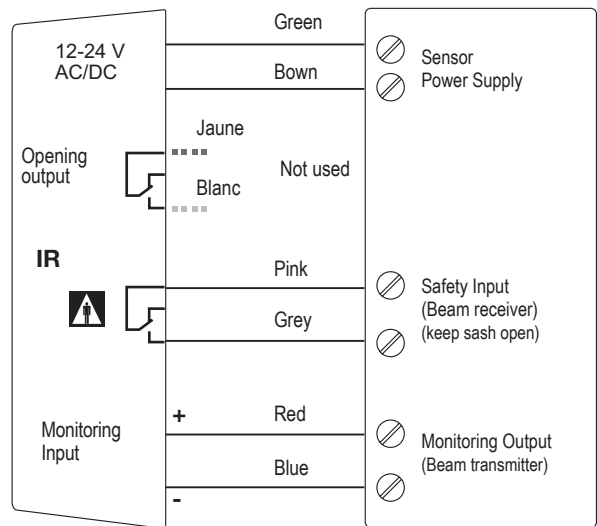 Green
12-24 V
AC/DC
Sensor
Power Supply
Bown
Jaune
Opening
output
Not used
Blanc
IR
Pink
Safety Input
(Beam receiver)
(keep sash open)
Grey
+
Red
Monitoring
Input
Monitoring Output
(Beam transmitter)
Blue
-